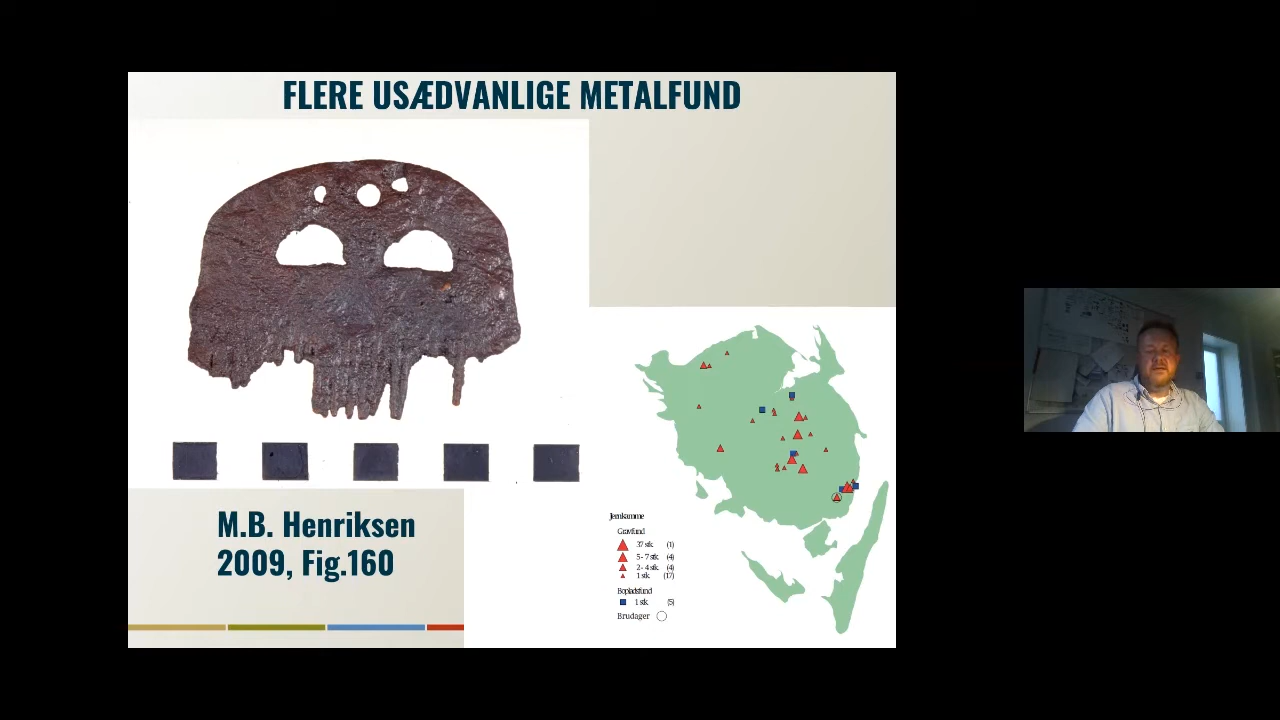 FLERE USÆDVANLIGE METALFUND
M.B. Henriksen
2009, Fig.160
Jernkamme
Gravfund
37 stk. (1)
5- 7 stk. (4)
2- 4 stk. (4)
1 stk. (17)
Bopladsfund
1 stk. (5)
Brudager